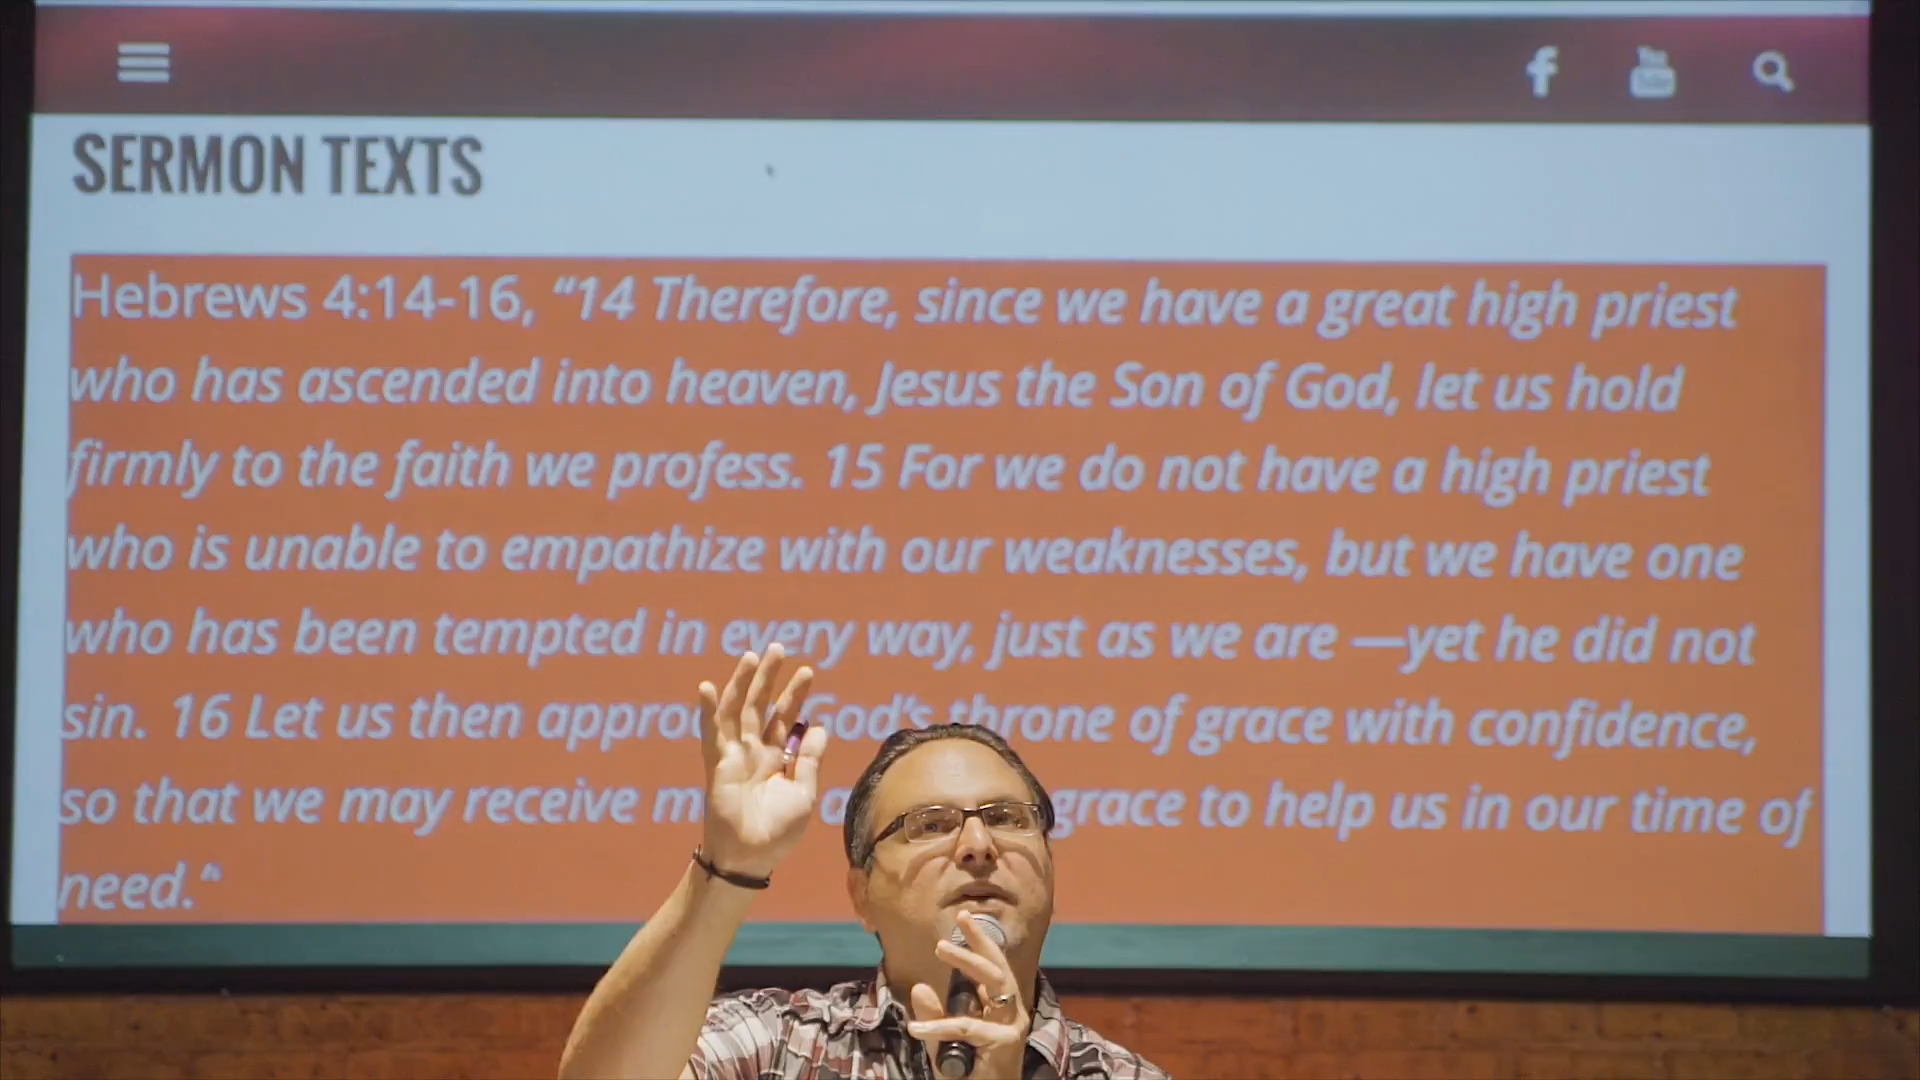 f
You
Tube
SERMON TEXTS
Hebrews 4:14-16, “14 Therefore, since we have a great high priest
who has ascended into heaven, Jesus the Son of God, let us hold
firmly to the faith we profess. 15 For we do not have a high priest
who is unable to empathize with our weaknesses, but we have one
who has been tempted in every way, just as we are —yet he did not
sin. 16 Let us then God’s throne of grace with confidence,
so that we may receive grace to help us in our time of
need.“